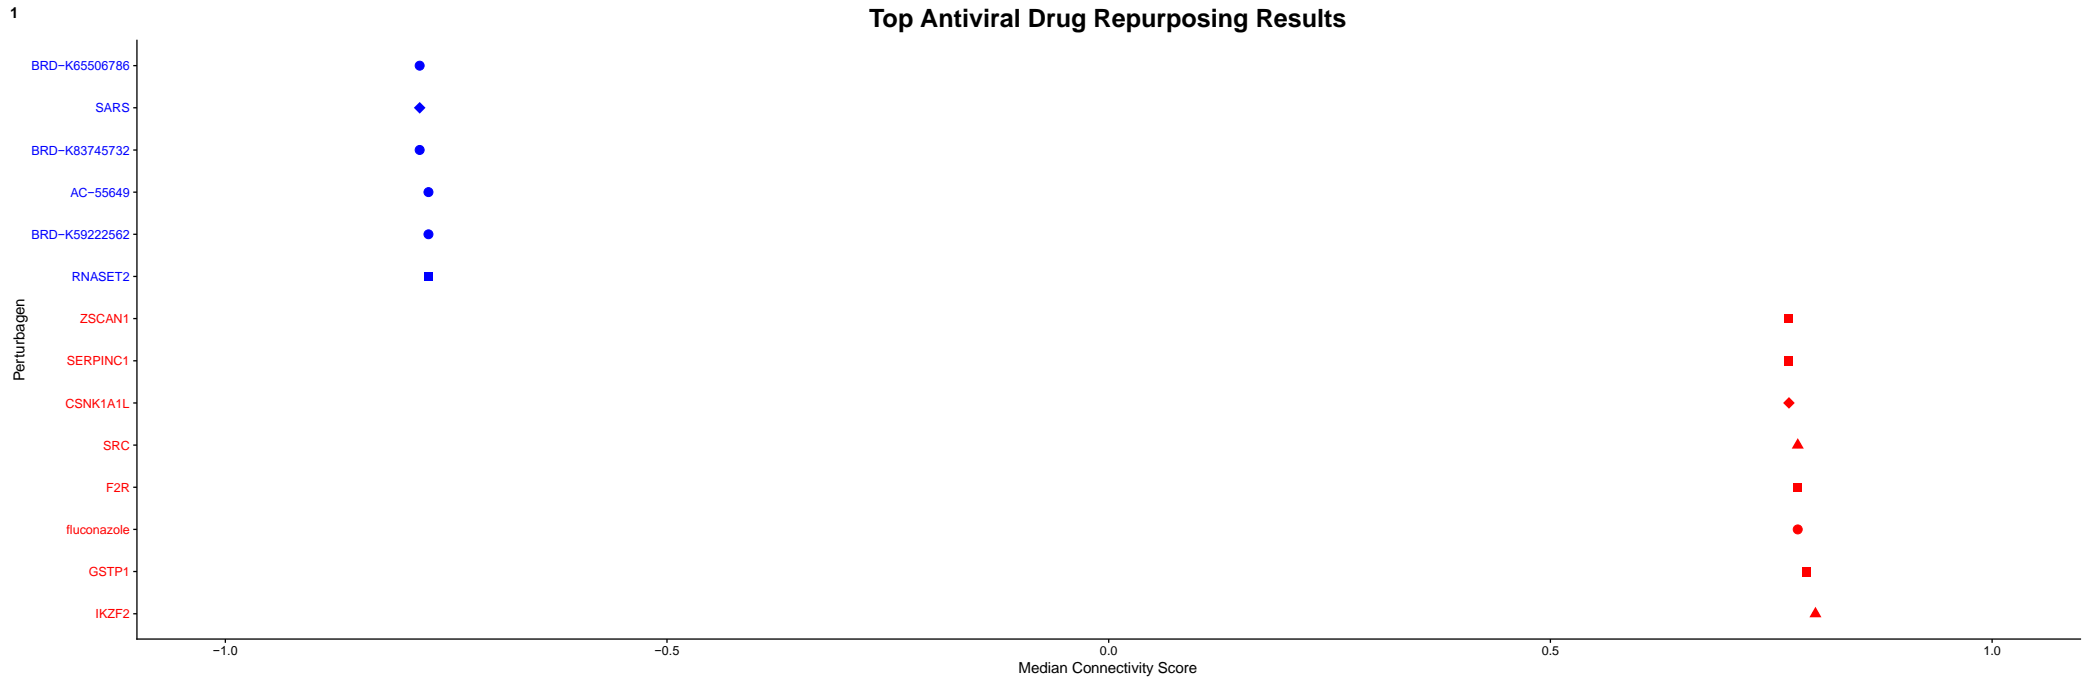 1
Top Antiviral Drug Repurposing Results
BRD−K65506786
SARS
BRD−K83745732
AC−55649
BRD−K59222562
RNASET2
ZSCAN1
SERPINC1
CSNK1A1L
SRC
F2R
fluconazole
GSTP1
IKZF2
Perturbagen
−1.0
−0.5
0.0
0.5
1.0
Median Connectivity Score